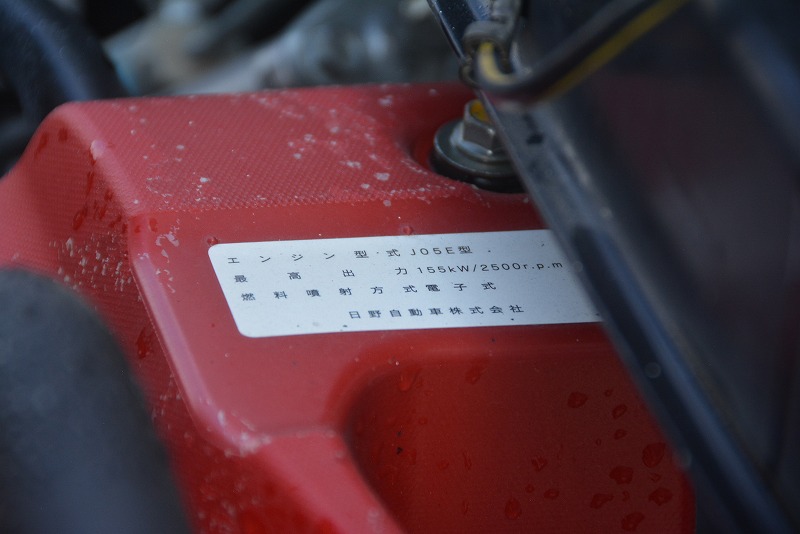 エンジン型式 J05E型
最高出力 155kW/2500r.p.m
燃料噴射方式 電子式
日野自動車株式会社